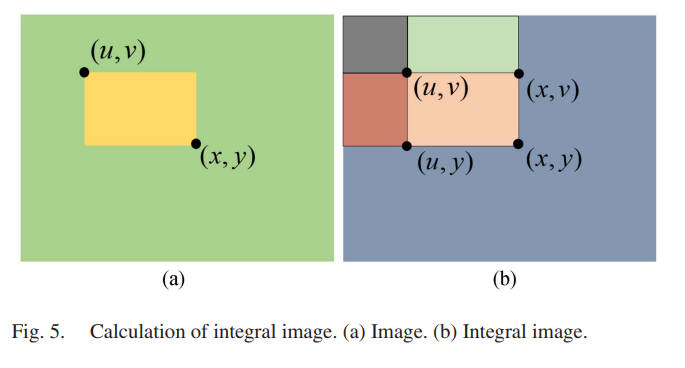 (u,v)
(x,y)
(u,v)
(x,v)
(u,y)
(x,y)
(a)
(b)
Fig. 5. Calculation of integral image. (a) Image. (b) Integral image.